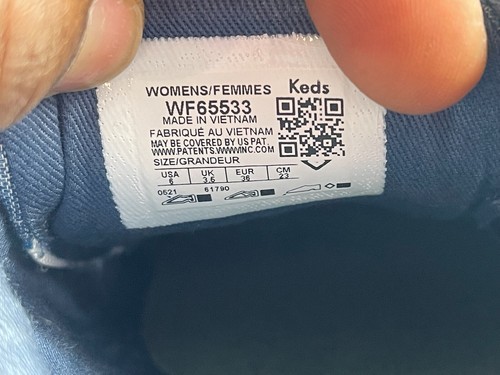 WOMENS/FEMMES Keds
WF65533
MADE IN VIETNAM
FABRIQUÉ AU VIETNAM
MAY BE COVERED BY US PAT
WWW.PATENTS.WWWINC.COM
SIZE/GRANDEUR
USA UK EUR CM
6 3.5 36 23
0521 61790